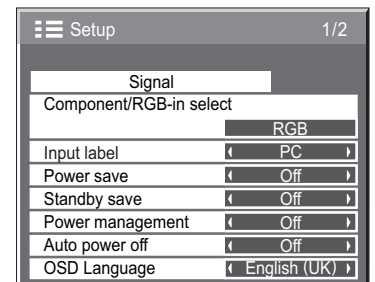 Setup 1/2
Signal
Component/RGB-in select
RGB
Input label PC
Power save Off
Standby save Off
Power management Off
Auto power off Off
OSD Language English (UK)